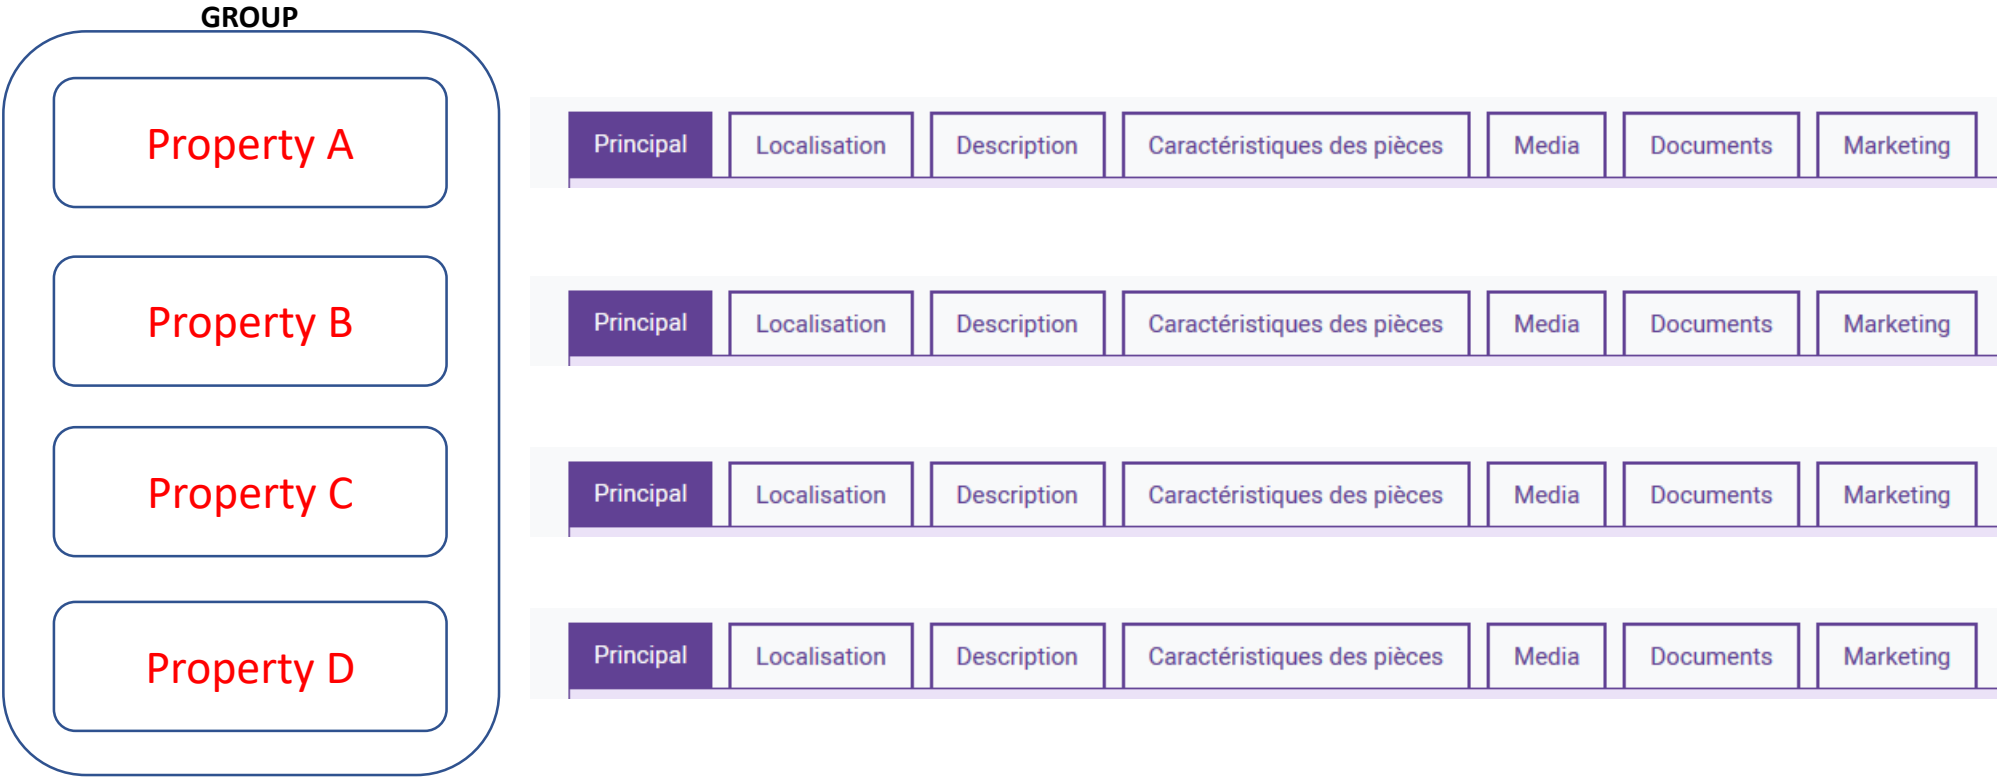 GROUP
Property A
Principal Localisation Description Caractéristiques des pièces Media Documents Marketing
Property B
Principal Localisation Description Caractéristiques des pièces Media Documents Marketing
Property C
Principal Localisation Description Caractéristiques des pièces Media Documents Marketing
Property D
Principal Localisation Description Caractéristiques des pièces Media Documents Marketing